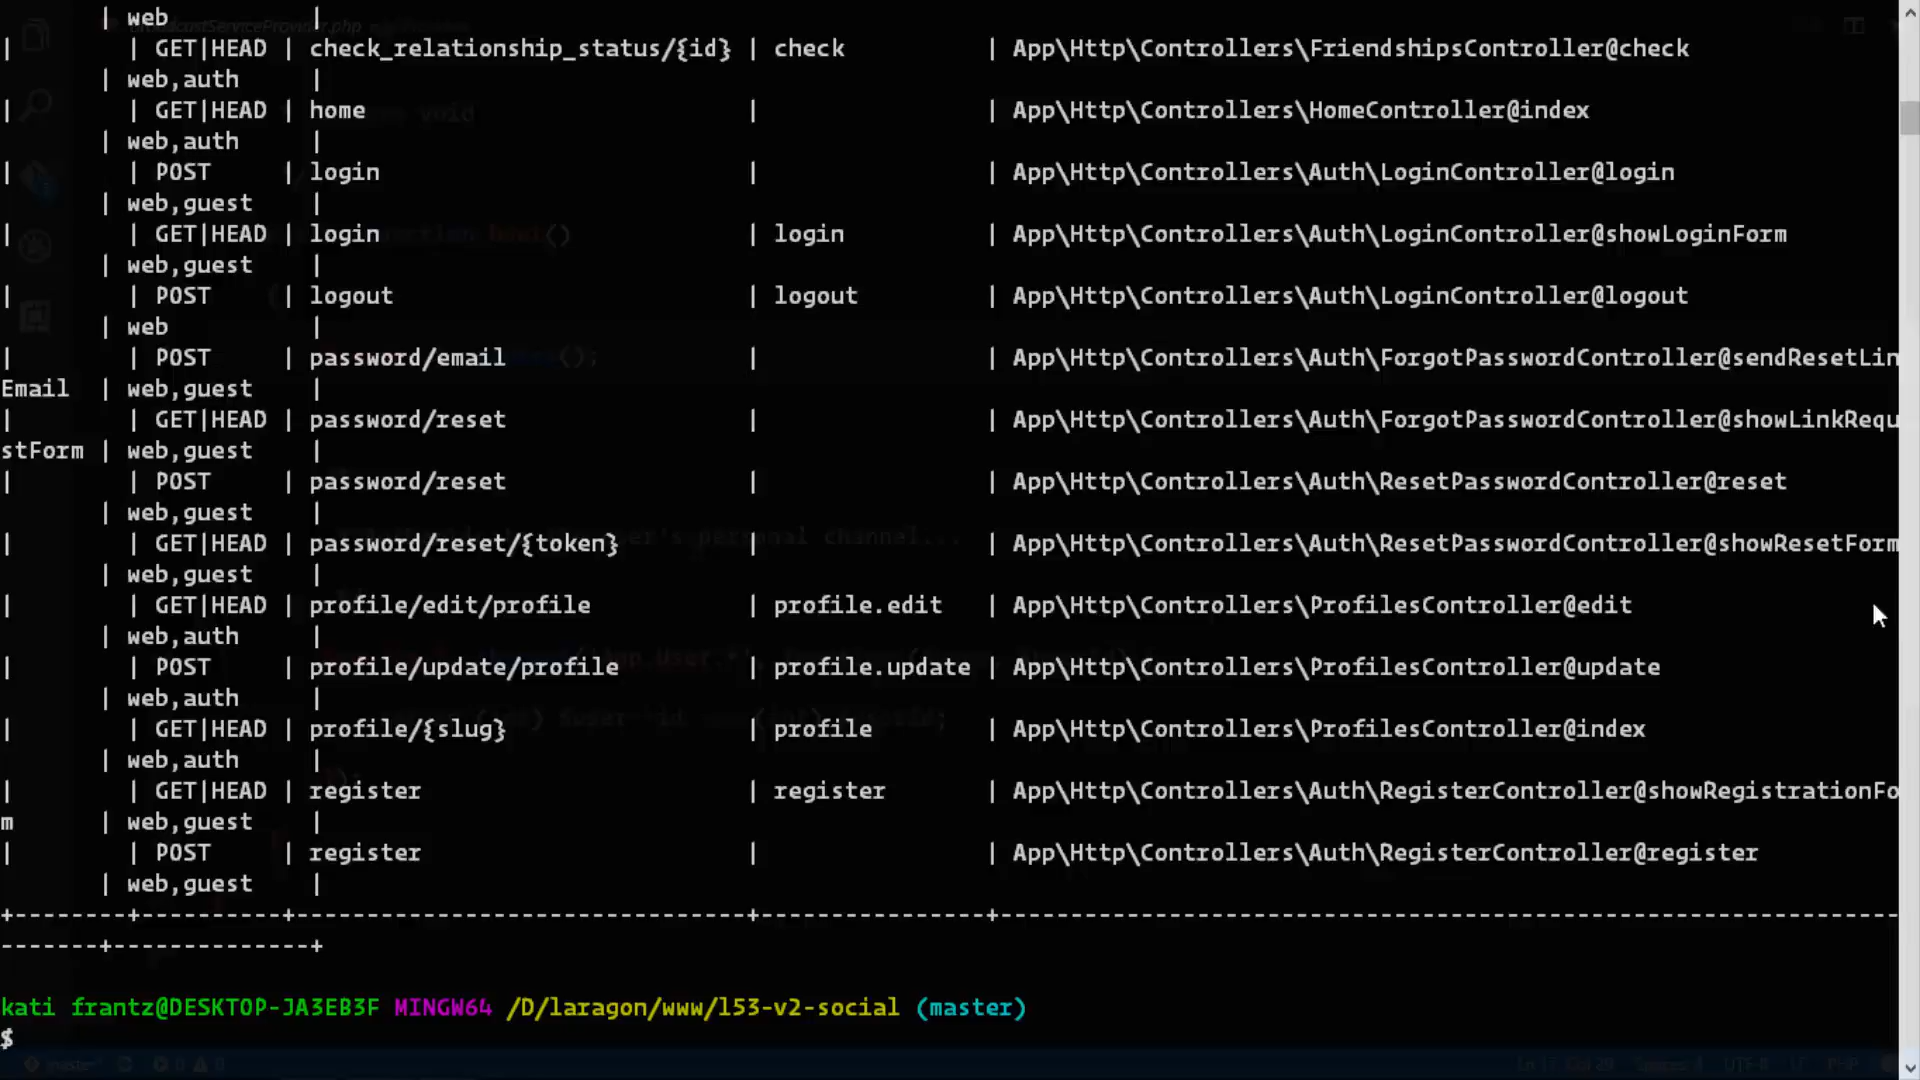 | web |
| | GET|HEAD | check_relationship_status/{id} | check | App\Http\Controllers\FriendshipsController@check
| web,auth |
| | GET|HEAD | home | | App\Http\Controllers\HomeController@index
| web,auth |
| | POST | login | | App\Http\Controllers\Auth\LoginController@login
| web,guest |
| | GET|HEAD | login | login | App\Http\Controllers\Auth\LoginController@showLoginForm
| web,guest |
| | POST | logout | logout | App\Http\Controllers\Auth\LoginController@logout
| web |
| | POST | password/email | | App\Http\Controllers\Auth\ForgotPasswordController@sendResetLin
Email | web,guest |
| | GET|HEAD | password/reset | | App\Http\Controllers\Auth\ForgotPasswordController@showLinkRequ
stForm | web,guest |
| | POST | password/reset | | App\Http\Controllers\Auth\ResetPasswordController@reset
| web,guest |
| | GET|HEAD | password/reset/{token} | | App\Http\Controllers\Auth\ResetPasswordController@showResetForm
| web,guest |
| | GET|HEAD | profile/edit/profile | profile.edit | App\Http\Controllers\ProfilesController@edit
| web,auth |
| | POST | profile/update/profile | profile.update | App\Http\Controllers\ProfilesController@update
| web,auth |
| | GET|HEAD | profile/{slug} | profile | App\Http\Controllers\ProfilesController@index
| web,auth |
| | GET|HEAD | register | register | App\Http\Controllers\Auth\RegisterController@showRegistrationFo
m | web,guest |
| | POST | register | | App\Http\Controllers\Auth\RegisterController@register
| web,guest |
+--------+----------+--------------------------------+---------------+----------------------------------------------------------------
-------+--------------+
kati frantz@DESKTOP-JA3EB3F MINGW64 /D/laragon/www/l53-v2-social (master)
$